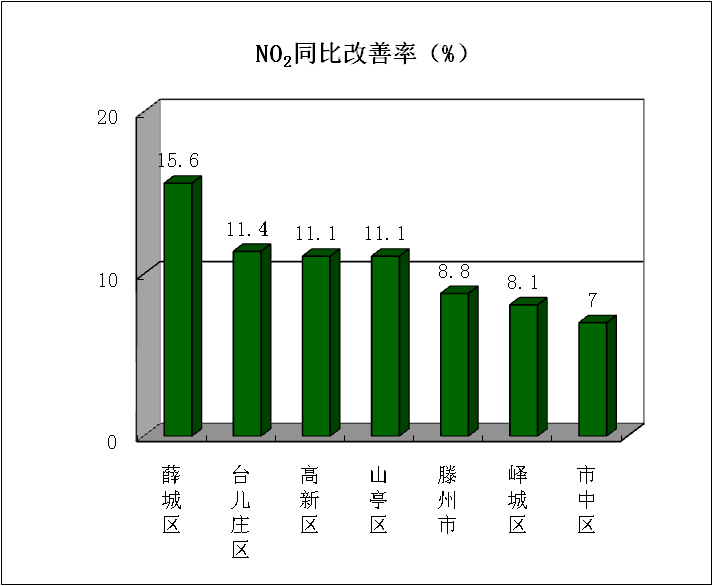 NO₂同比改善率（%）
20
15.6
11.4
11.1
11.1
10
8.8
8.1
7
0
薛城区
台儿庄区
高新区
山亭区
滕州市
峄城区
市中区